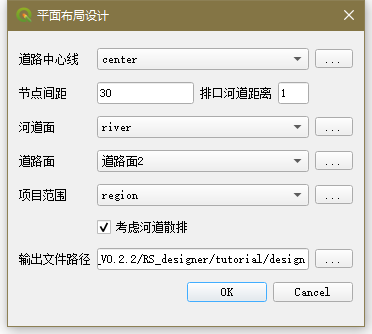 平面布局设计
道路中心线 center ...
节点间距 30 排口河道距离 1
河道面 river ...
道路面 道路面2 ...
项目范围 region ...
考虑河道散排
输出文件路径 _V0.2.2/RS_designer/tutorial/design ...
OK Cancel